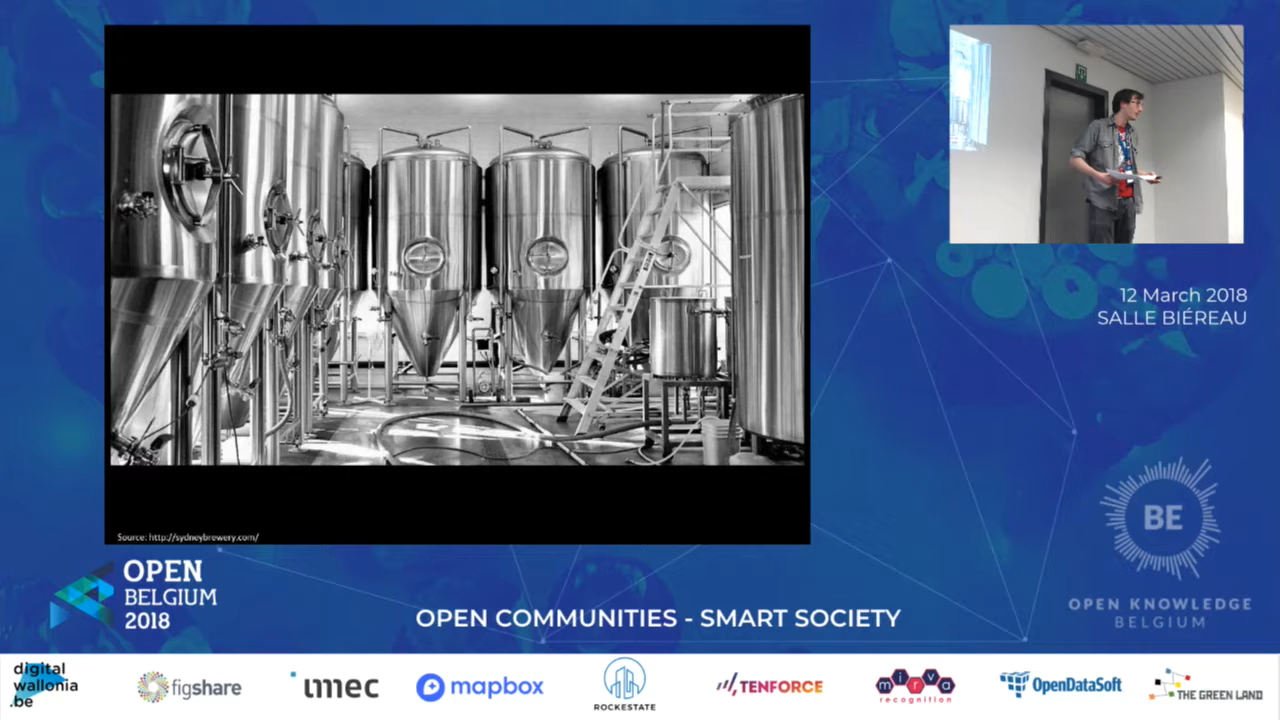 12 March 2018
SALLE BIÉREAU
Source: http://sydneybrewery.com/
OPEN
BELGIUM
2018
OPEN COMMUNITIES - SMART SOCIETY
BE
OPEN KNOWLEDGE
BELGIUM
digital
wallonia
.be
figshare
imec
mapbox
ROCKESTATE
TENFORCE
mirva
recognition
OpenDataSoft
THE GREEN LAND